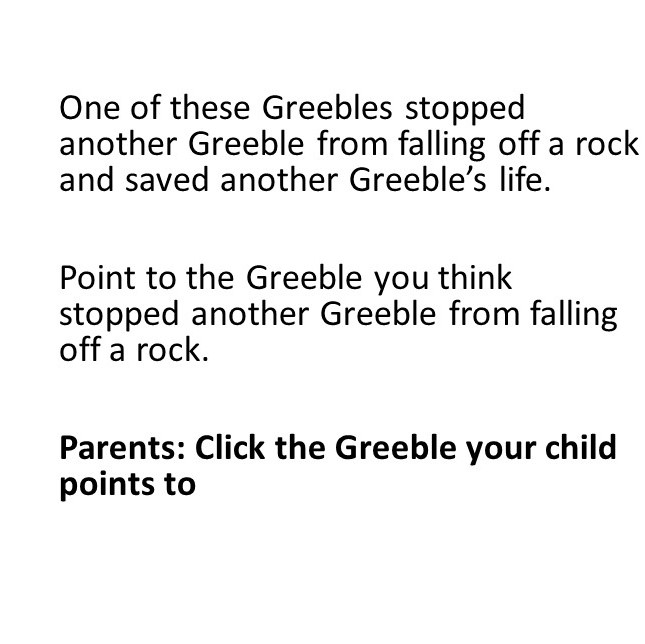 One of these Greebles stopped
another Greeble from falling off a rock
and saved another Greeble’s life.
Point to the Greeble you think
stopped another Greeble from falling
off a rock.
Parents: Click the Greeble your child
points to